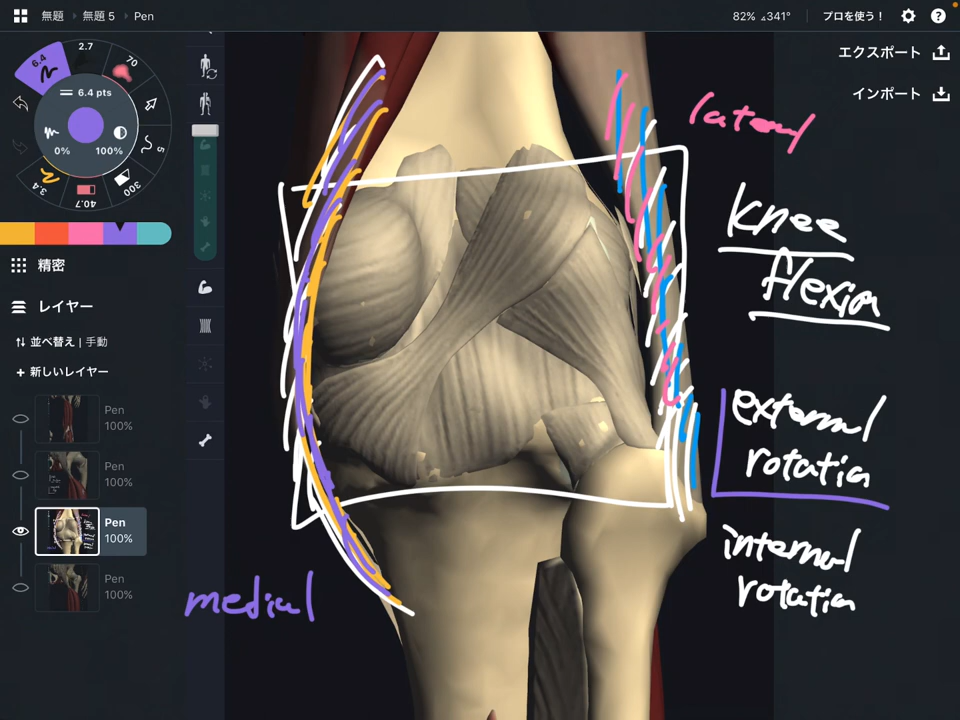 無題 › 無題 5 › Pen
82% ⊿341°
プロを使う！
エクスポート
インポート
2.7
6.4
70
6.4 pts
0%
100%
5
3.4
40.7
300
精密
レイヤー
並べ替え | 手動
+ 新しいレイヤー
Pen
100%
Pen
100%
Pen
100%
Pen
100%
lateral
knee
flexion
external
rotation
internal
rotation
medial